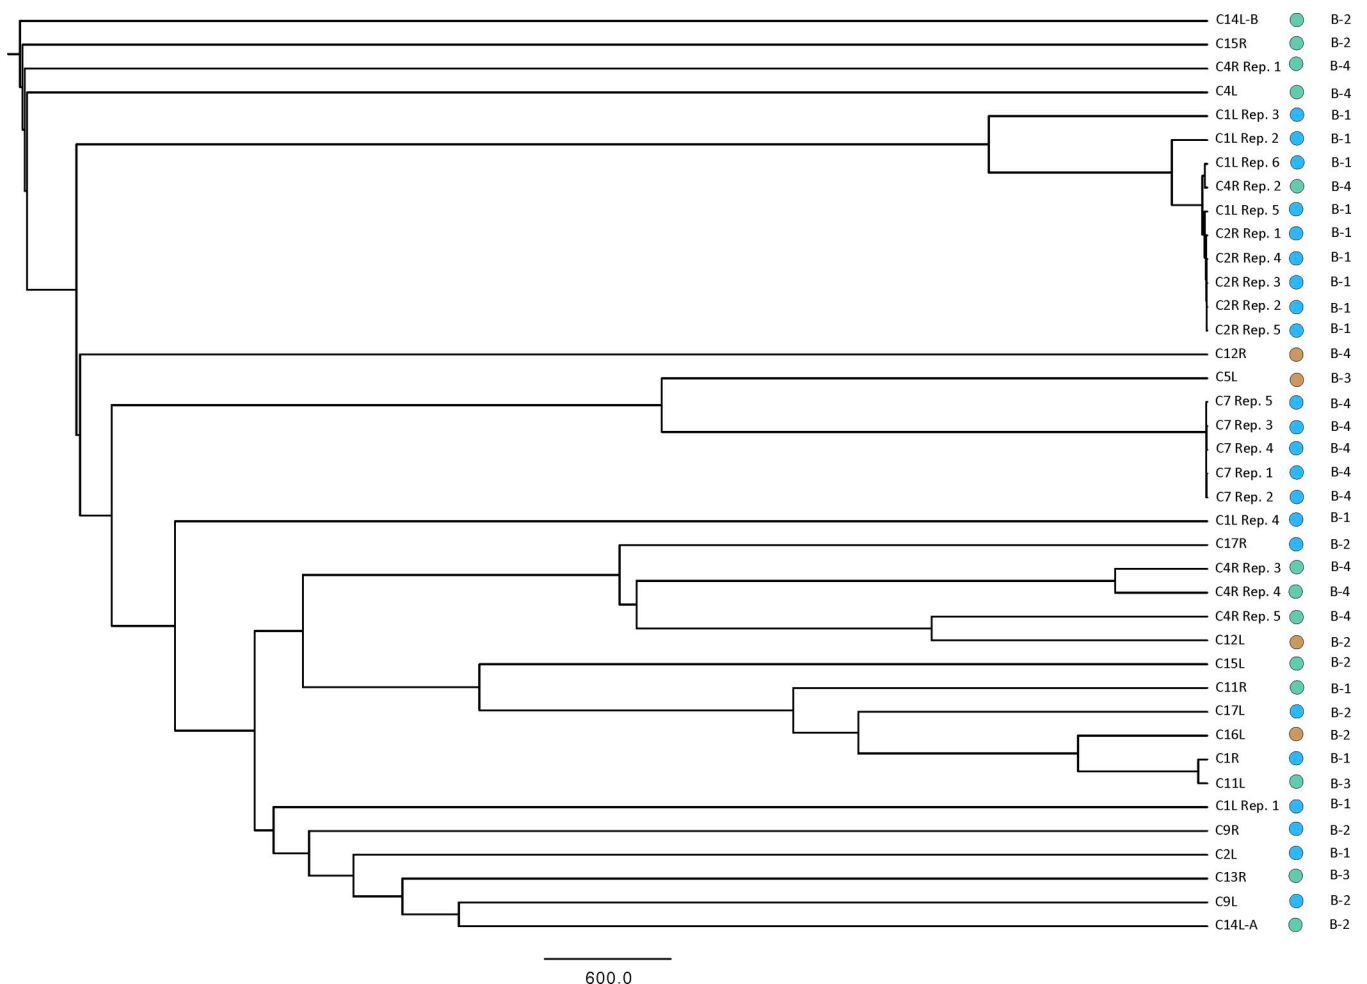 C14L-B B-2
C15R B-2
C4R Rep. 1 B-4
C4L B-4
C1L Rep. 3 B-1
C1L Rep. 2 B-1
C1L Rep. 6 B-1
C4R Rep. 2 B-4
C1L Rep. 5 B-1
C2R Rep. 1 B-1
C2R Rep. 4 B-1
C2R Rep. 3 B-1
C2R Rep. 2 B-1
C2R Rep. 5 B-1
C12R B-4
C5L B-3
C7 Rep. 5 B-4
C7 Rep. 3 B-4
C7 Rep. 4 B-4
C7 Rep. 1 B-4
C7 Rep. 2 B-4
C1L Rep. 4 B-1
C17R B-2
C4R Rep. 3 B-4
C4R Rep. 4 B-4
C4R Rep. 5 B-4
C12L B-2
C15L B-2
C11R B-1
C17L B-2
C16L B-2
C1R B-1
C11L B-3
C1L Rep. 1 B-1
C9R B-2
C2L B-1
C13R B-3
C9L B-2
C14L-A B-2
600.0